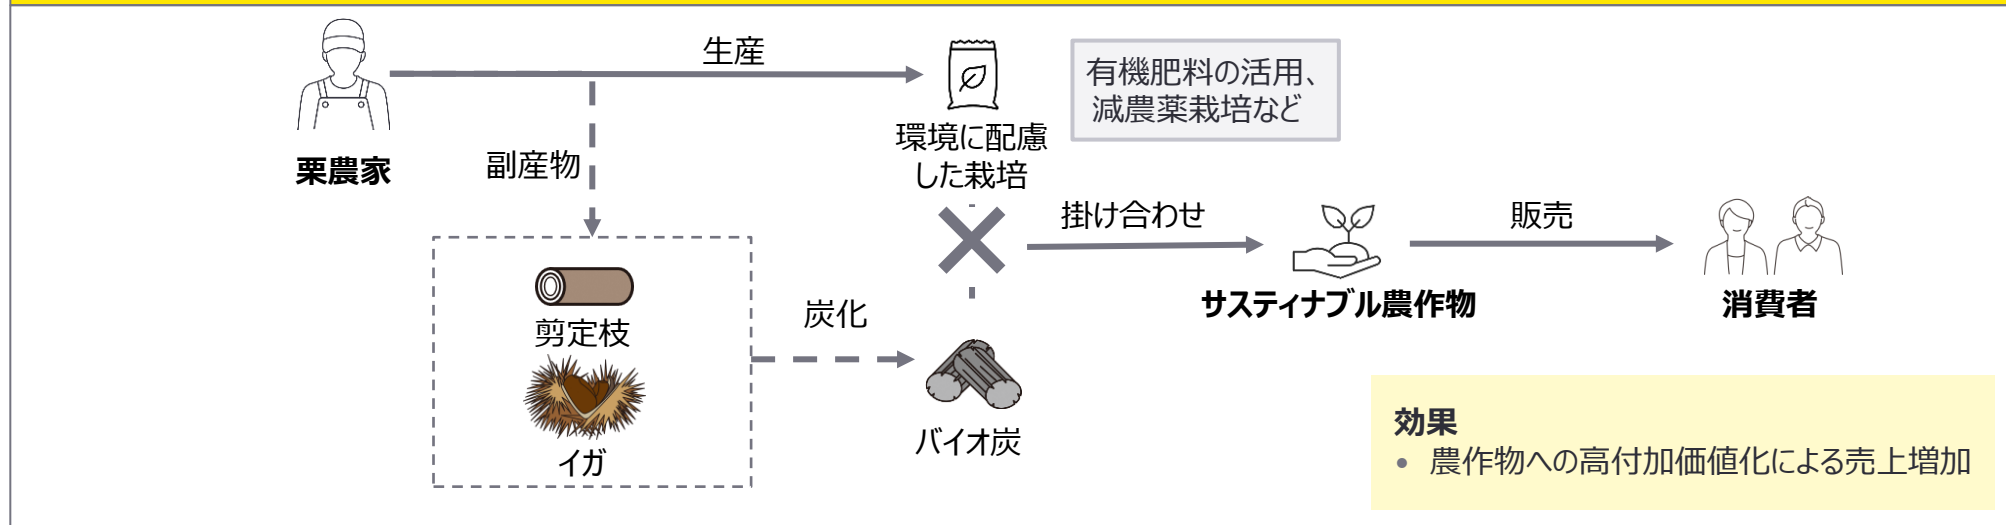 生産
有機肥料の活用、
減農薬栽培など
環境に配慮
した栽培
栗農家
副産物
掛け合わせ
販売
サスティナブル農作物
消費者
剪定枝
炭化
イガ
バイオ炭
効果
• 農作物への高付加価値化による売上増加